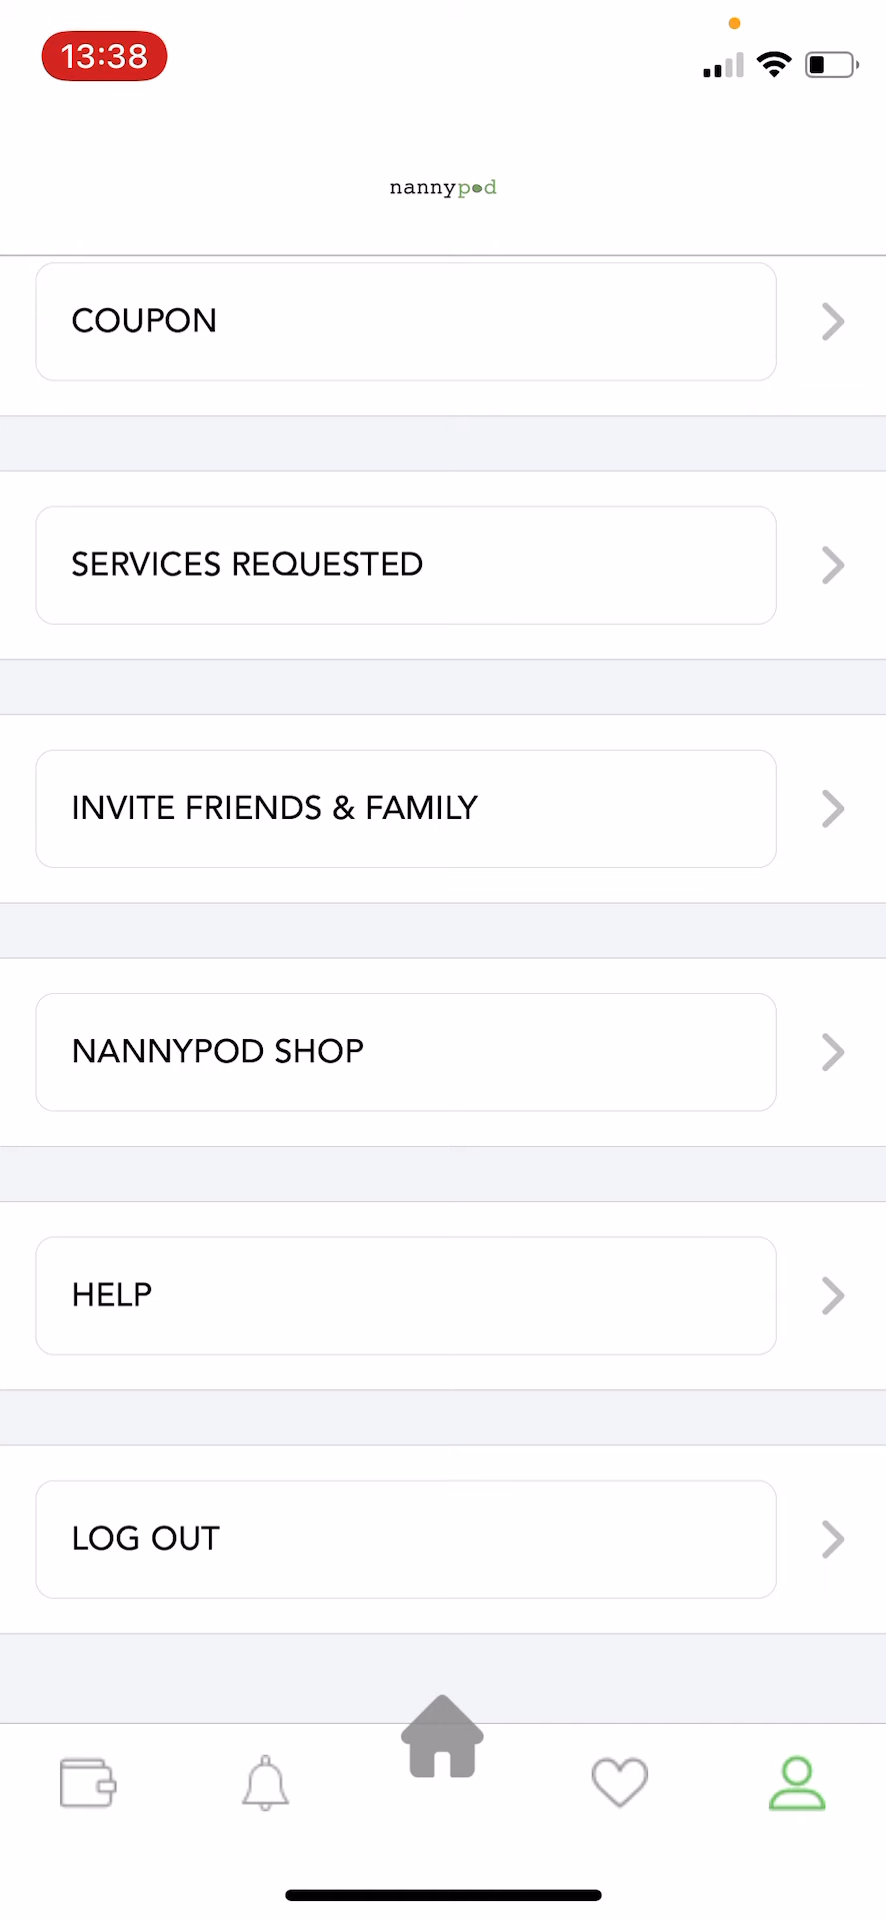 13:38
nannypod
COUPON
SERVICES REQUESTED
INVITE FRIENDS & FAMILY
NANNYPOD SHOP
HELP
LOG OUT